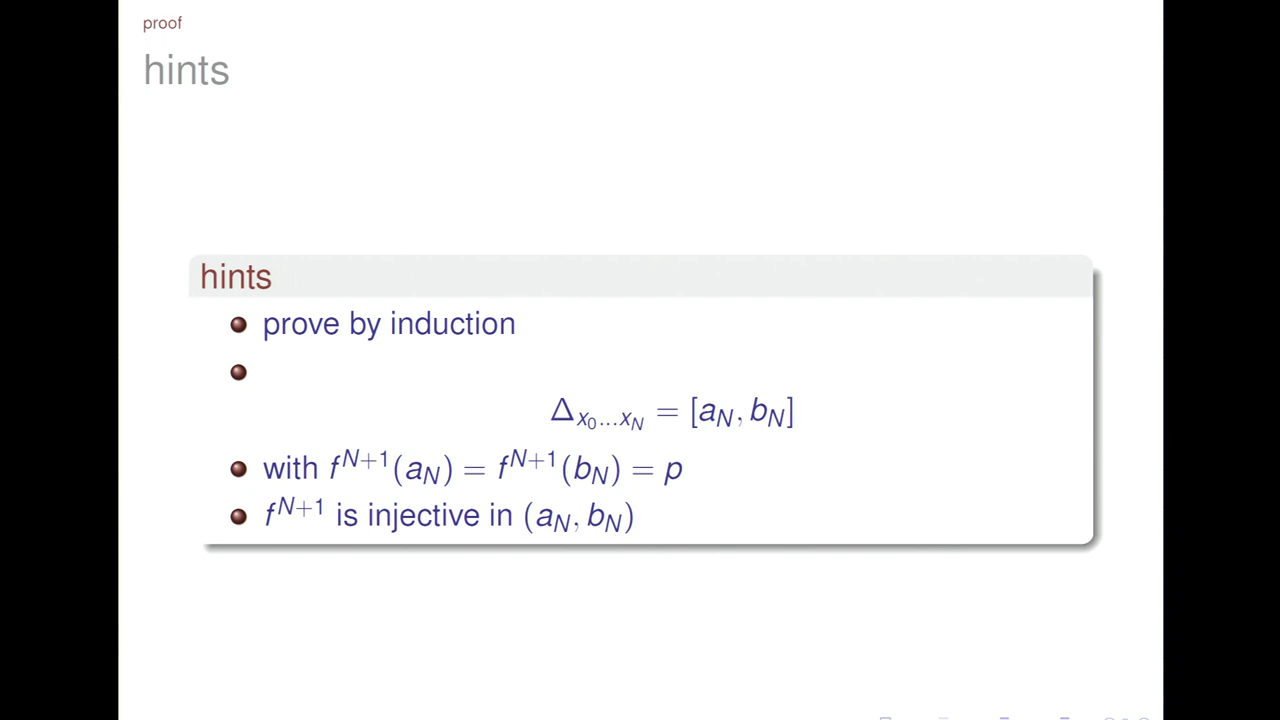 proof
hints
hints
prove by induction
Δ_{x_0…x_N} = [a_N, b_N]
with f^{N+1}(a_N) = f^{N+1}(b_N) = p
f^{N+1} is injective in (a_N, b_N)